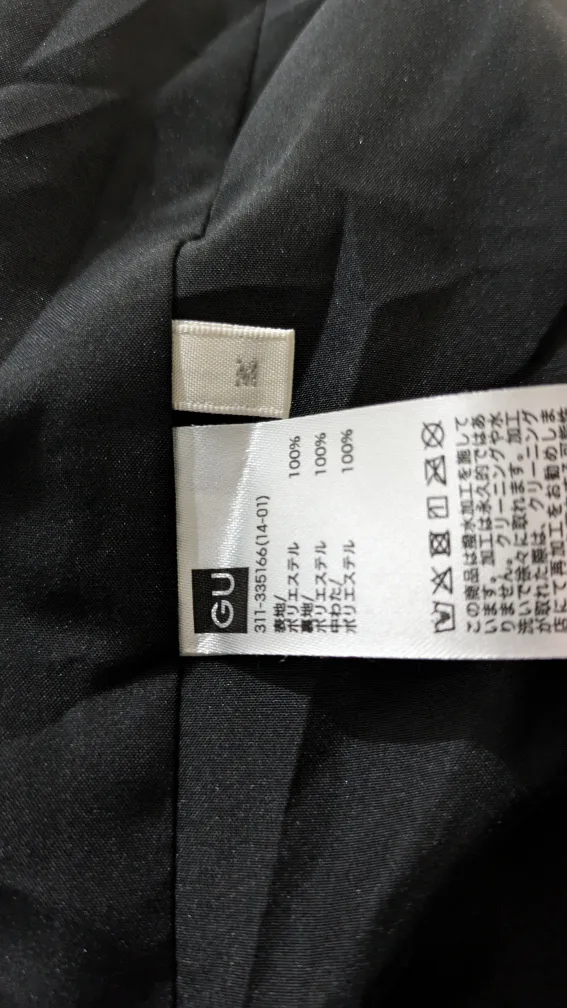 M
GU
311-335166(14-01)
表地/
ポリエステル 100%
裏地/
ポリエステル 100%
中わた/
ポリエステル 100%
この商品は撥水加工を施して
います。加工は永久的ではあ
りません。クリーニングや水
洗いで徐々に取れます。加工
が取れた際は、クリーニング
店にて再加工をお勧めしま